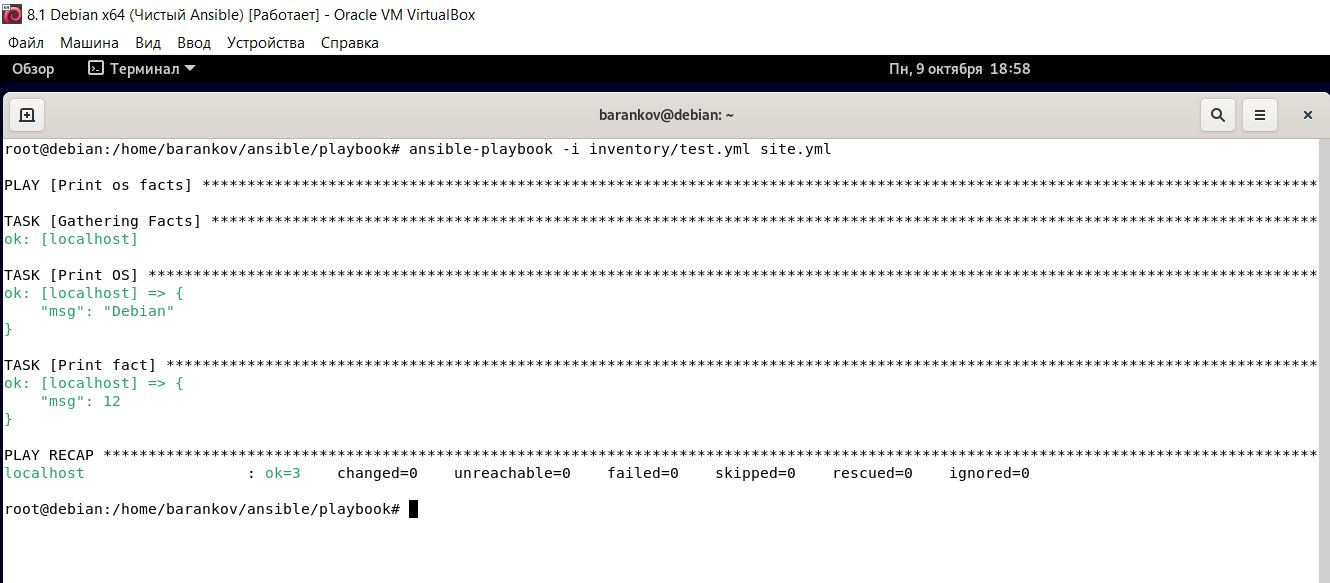 8.1 Debian x64 (Чистый Ansible) [Работает] - Oracle VM VirtualBox
Файл Машина Вид Ввод Устройства Справка
Обзор Терминал Пн, 9 октября 18:58
barankov@debian: ~
root@debian:/home/barankov/ansible/playbook# ansible-playbook -i inventory/test.yml site.yml
PLAY [Print os facts] ****************************************************************************************************************************
TASK [Gathering Facts] ***************************************************************************************************************************
ok: [localhost]
TASK [Print OS] **********************************************************************************************************************************
ok: [localhost] => {
    "msg": "Debian"
}
TASK [Print fact] ********************************************************************************************************************************
ok: [localhost] => {
    "msg": 12
}
PLAY RECAP ***************************************************************************************************************************************
localhost                  : ok=3    changed=0    unreachable=0    failed=0    skipped=0    rescued=0    ignored=0
root@debian:/home/barankov/ansible/playbook#